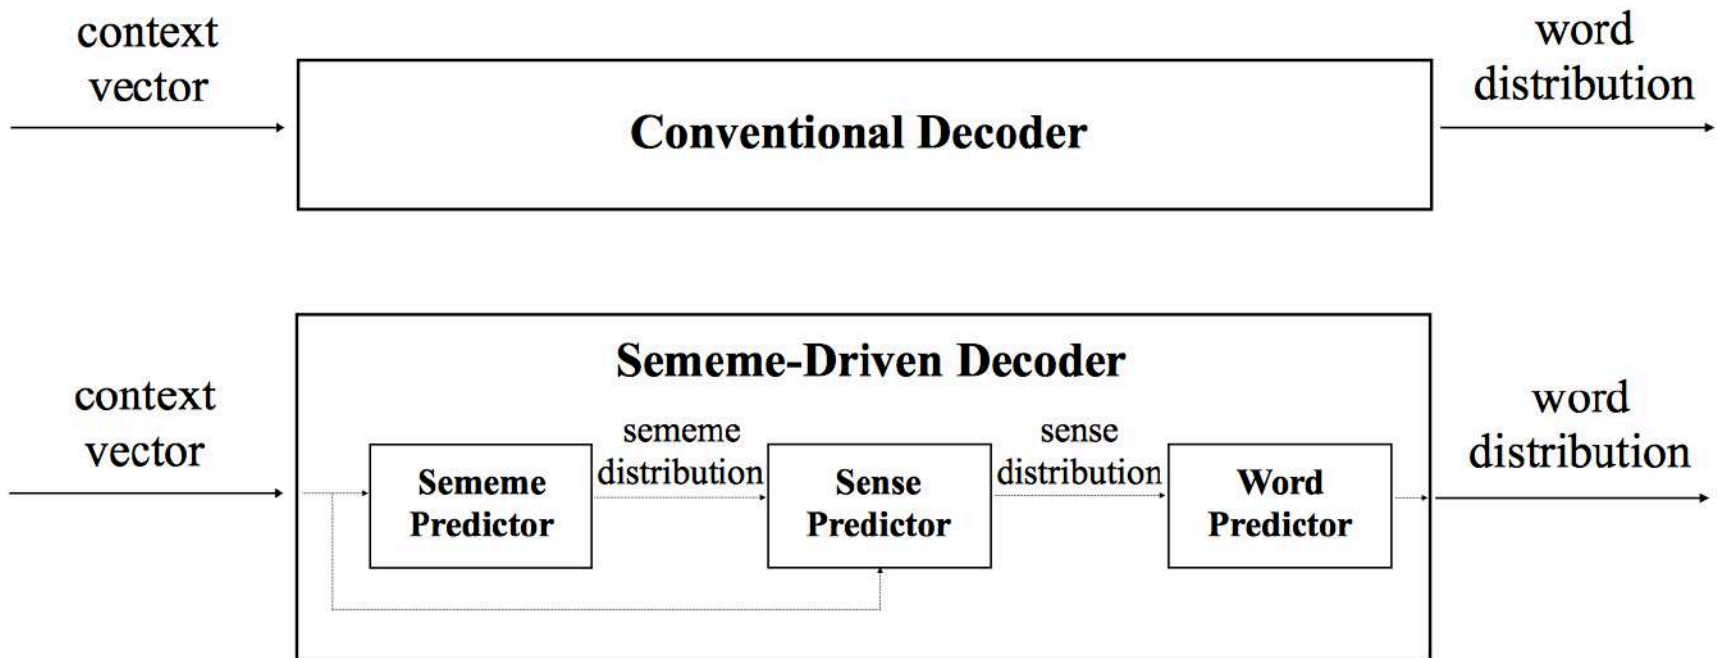 context
vector
Conventional Decoder
word
distribution
Sememe-Driven Decoder
context
vector
Sememe
Predictor
sememe
distribution
Sense
Predictor
sense
distribution
Word
Predictor
word
distribution